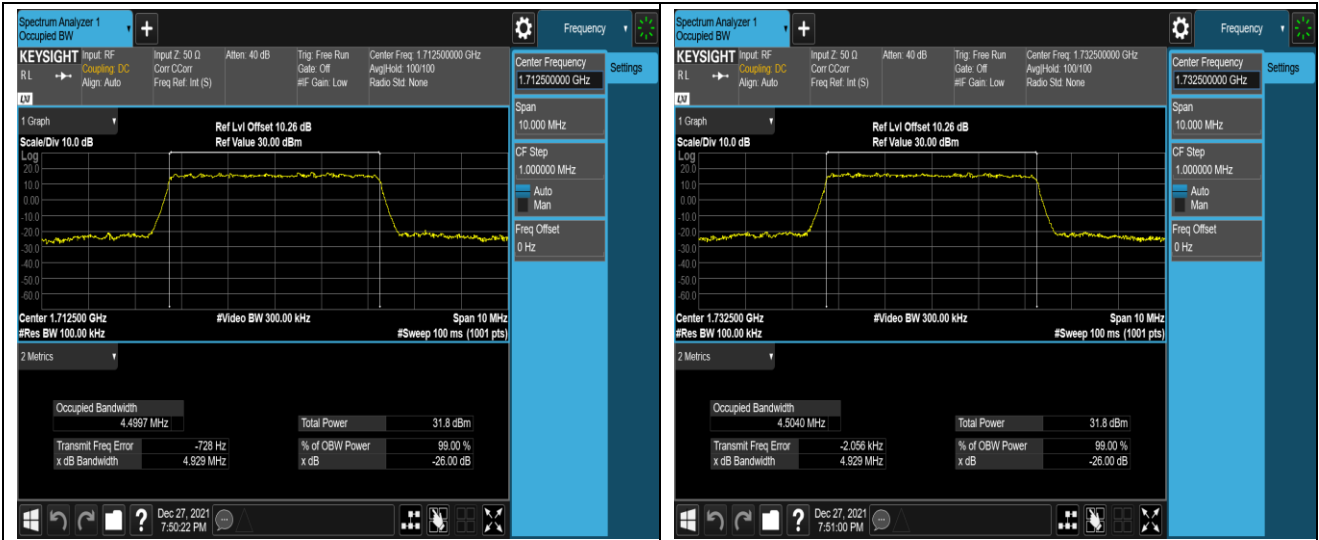 Spectrum Analyzer 1
Occupied BW
Frequency
KEYSIGHT Input: RF Input Z: 50 Ω Atten: 40 dB Trig: Free Run Center Freq: 1.712500000 GHz
Coupling: DC Corr CCorr Gate: Off Avg|Hold: 100/100
RL Align: Auto Freq Ref: Int (S) #IF Gain: Low Radio Std: None
LXI
Center Frequency
1.712500000 GHz
Settings
Span
10.000 MHz
CF Step
1.000000 MHz
Auto
Man
Freq Offset
0 Hz
1 Graph
Ref Lvl Offset 10.26 dB
Scale/Div 10.0 dB Ref Value 30.00 dBm
Log
20.0
10.0
0.00
-10.0
-20.0
-30.0
-40.0
-50.0
-60.0
Center 1.712500 GHz #Video BW 300.00 kHz Span 10 MHz
#Res BW 100.00 kHz #Sweep 100 ms (1001 pts)
2 Metrics
Occupied Bandwidth
4.4997 MHz Total Power 31.8 dBm
Transmit Freq Error -728 Hz % of OBW Power 99.00 %
x dB Bandwidth 4.929 MHz x dB -26.00 dB
Dec 27, 2021
7:50:22 PM
Spectrum Analyzer 1
Occupied BW
Frequency
KEYSIGHT Input: RF Input Z: 50 Ω Atten: 40 dB Trig: Free Run Center Freq: 1.732500000 GHz
Coupling: DC Corr CCorr Gate: Off Avg|Hold: 100/100
RL Align: Auto Freq Ref: Int (S) #IF Gain: Low Radio Std: None
LXI
Center Frequency
1.732500000 GHz
Settings
Span
10.000 MHz
CF Step
1.000000 MHz
Auto
Man
Freq Offset
0 Hz
1 Graph
Ref Lvl Offset 10.26 dB
Scale/Div 10.0 dB Ref Value 30.00 dBm
Log
20.0
10.0
0.00
-10.0
-20.0
-30.0
-40.0
-50.0
-60.0
Center 1.732500 GHz #Video BW 300.00 kHz Span 10 MHz
#Res BW 100.00 kHz #Sweep 100 ms (1001 pts)
2 Metrics
Occupied Bandwidth
4.5040 MHz Total Power 31.8 dBm
Transmit Freq Error -2.056 kHz % of OBW Power 99.00 %
x dB Bandwidth 4.929 MHz x dB -26.00 dB
Dec 27, 2021
7:51:00 PM